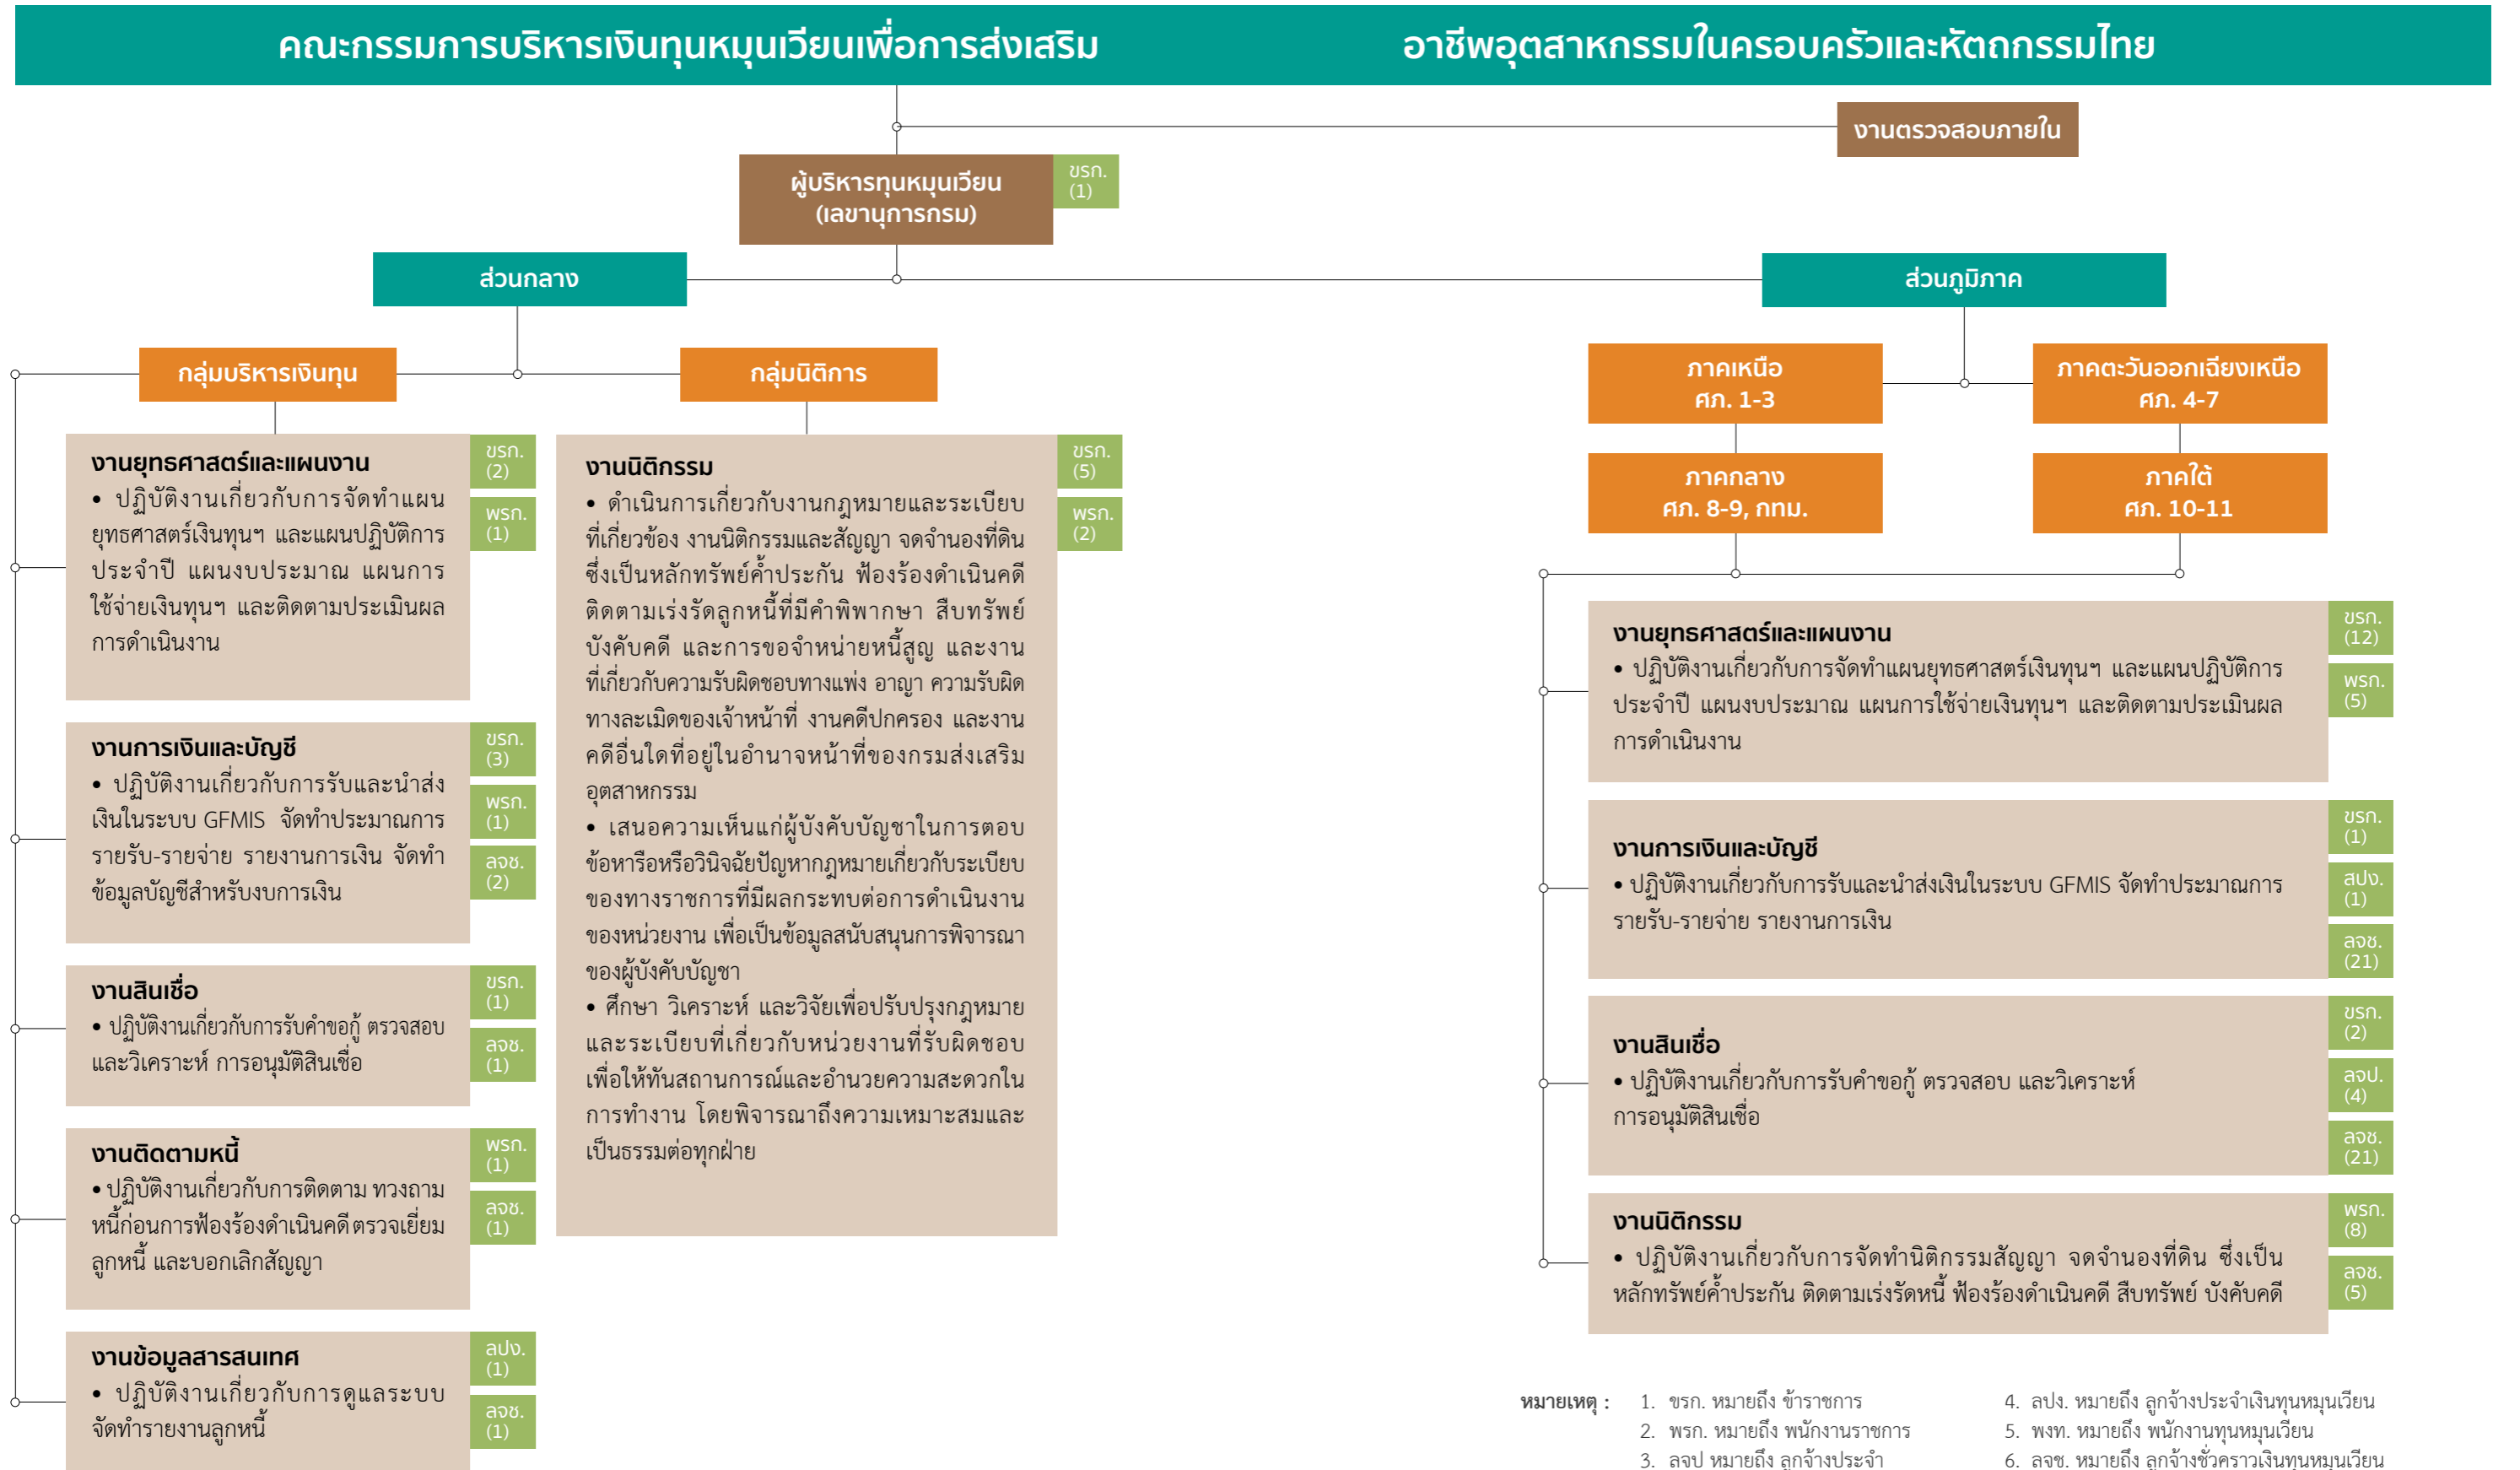 คณะกรรมการบริหารเงินทุนหมุนเวียนเพื่อการส่งเสริม อาชีพอุตสาหกรรมในครอบครัวและหัตถกรรมไทย
งานตรวจสอบภายใน
ผู้บริหารทุนหมุนเวียน
(เลขานุการกรม)
ขรก.
(1)
ส่วนกลาง
ส่วนภูมิภาค
กลุ่มบริหารเงินทุน
กลุ่มนิติการ
งานยุทธศาสตร์และแผนงาน
• ปฏิบัติงานเกี่ยวกับการจัดทำแผน
ยุทธศาสตร์เงินทุนฯ และแผนปฏิบัติการ
ประจำปี แผนงบประมาณ แผนการ
ใช้จ่ายเงินทุนฯ และติดตามประเมินผล
การดำเนินงาน
ขรก.
(2)
พรก.
(1)
งานการเงินและบัญชี
• ปฏิบัติงานเกี่ยวกับการรับและนำส่ง
เงินในระบบ GFMIS จัดทำประมาณการ
รายรับ-รายจ่าย รายงานการเงิน จัดทำ
ข้อมูลบัญชีสำหรับงบการเงิน
ขรก.
(3)
พรก.
(1)
ลจช.
(2)
งานสินเชื่อ
• ปฏิบัติงานเกี่ยวกับการรับคำขอกู้ ตรวจสอบ
และวิเคราะห์ การอนุมัติสินเชื่อ
ขรก.
(1)
ลจช.
(1)
งานติดตามหนี้
• ปฏิบัติงานเกี่ยวกับการติดตาม ทวงถาม
หนี้ก่อนการฟ้องร้องดำเนินคดี ตรวจเยี่ยม
ลูกหนี้ และบอกเลิกสัญญา
พรก.
(1)
ลจช.
(1)
งานข้อมูลสารสนเทศ
• ปฏิบัติงานเกี่ยวกับการดูแลระบบ
จัดทำรายงานลูกหนี้
ลปง.
(1)
ลจช.
(1)
งานนิติกรรม
• ดำเนินการเกี่ยวกับงานกฎหมายและระเบียบ
ที่เกี่ยวข้อง งานนิติกรรมและสัญญา จดจำนองที่ดิน
ซึ่งเป็นหลักทรัพย์ค้ำประกัน ฟ้องร้องดำเนินคดี
ติดตามเร่งรัดลูกหนี้ที่มีคำพิพากษา สืบทรัพย์
บังคับคดี และการขอจำหน่ายหนี้สูญ และงาน
ที่เกี่ยวกับความรับผิดชอบทางแพ่ง อาญา ความรับผิด
ทางละเมิดของเจ้าหน้าที่ งานคดีปกครอง และงาน
คดีอื่นใดที่อยู่ในอำนาจหน้าที่ของกรมส่งเสริม
อุตสาหกรรม
• เสนอความเห็นแก่ผู้บังคับบัญชาในการตอบ
ข้อหารือหรือวินิจฉัยปัญหากฎหมายเกี่ยวกับระเบียบ
ของทางราชการที่มีผลกระทบต่อการดำเนินงาน
ของหน่วยงาน เพื่อเป็นข้อมูลสนับสนุนการพิจารณา
ของผู้บังคับบัญชา
• ศึกษา วิเคราะห์ และวิจัยเพื่อปรับปรุงกฎหมาย
และระเบียบที่เกี่ยวกับหน่วยงานที่รับผิดชอบ
เพื่อให้ทันสถานการณ์และอำนวยความสะดวกใน
การทำงาน โดยพิจารณาถึงความเหมาะสมและ
เป็นธรรมต่อทุกฝ่าย
ขรก.
(5)
พรก.
(2)
ภาคเหนือ
ศภ. 1-3
ภาคตะวันออกเฉียงเหนือ
ศภ. 4-7
ภาคกลาง
ศภ. 8-9, กทม.
ภาคใต้
ศภ. 10-11
งานยุทธศาสตร์และแผนงาน
• ปฏิบัติงานเกี่ยวกับการจัดทำแผนยุทธศาสตร์เงินทุนฯ และแผนปฏิบัติการ
ประจำปี แผนงบประมาณ แผนการใช้จ่ายเงินทุนฯ และติดตามประเมินผล
การดำเนินงาน
ขรก.
(12)
พรก.
(5)
งานการเงินและบัญชี
• ปฏิบัติงานเกี่ยวกับการรับและนำส่งเงินในระบบ GFMIS จัดทำประมาณการ
รายรับ-รายจ่าย รายงานการเงิน
ขรก.
(1)
สปง.
(1)
ลจช.
(21)
งานสินเชื่อ
• ปฏิบัติงานเกี่ยวกับการรับคำขอกู้ ตรวจสอบ และวิเคราะห์
การอนุมัติสินเชื่อ
ขรก.
(2)
ลจป.
(4)
ลจช.
(21)
งานนิติกรรม
• ปฏิบัติงานเกี่ยวกับการจัดทำนิติกรรมสัญญา จดจำนองที่ดิน ซึ่งเป็น
หลักทรัพย์ค้ำประกัน ติดตามเร่งรัดหนี้ ฟ้องร้องดำเนินคดี สืบทรัพย์ บังคับคดี
พรก.
(8)
ลจช.
(5)
หมายเหตุ : 1. ขรก. หมายถึง ข้าราชการ
2. พรก. หมายถึง พนักงานราชการ
3. ลจป หมายถึง ลูกจ้างประจำ
4. ลปง. หมายถึง ลูกจ้างประจำเงินทุนหมุนเวียน
5. พงท. หมายถึง พนักงานทุนหมุนเวียน
6. ลจช. หมายถึง ลูกจ้างชั่วคราวเงินทุนหมุนเวียน